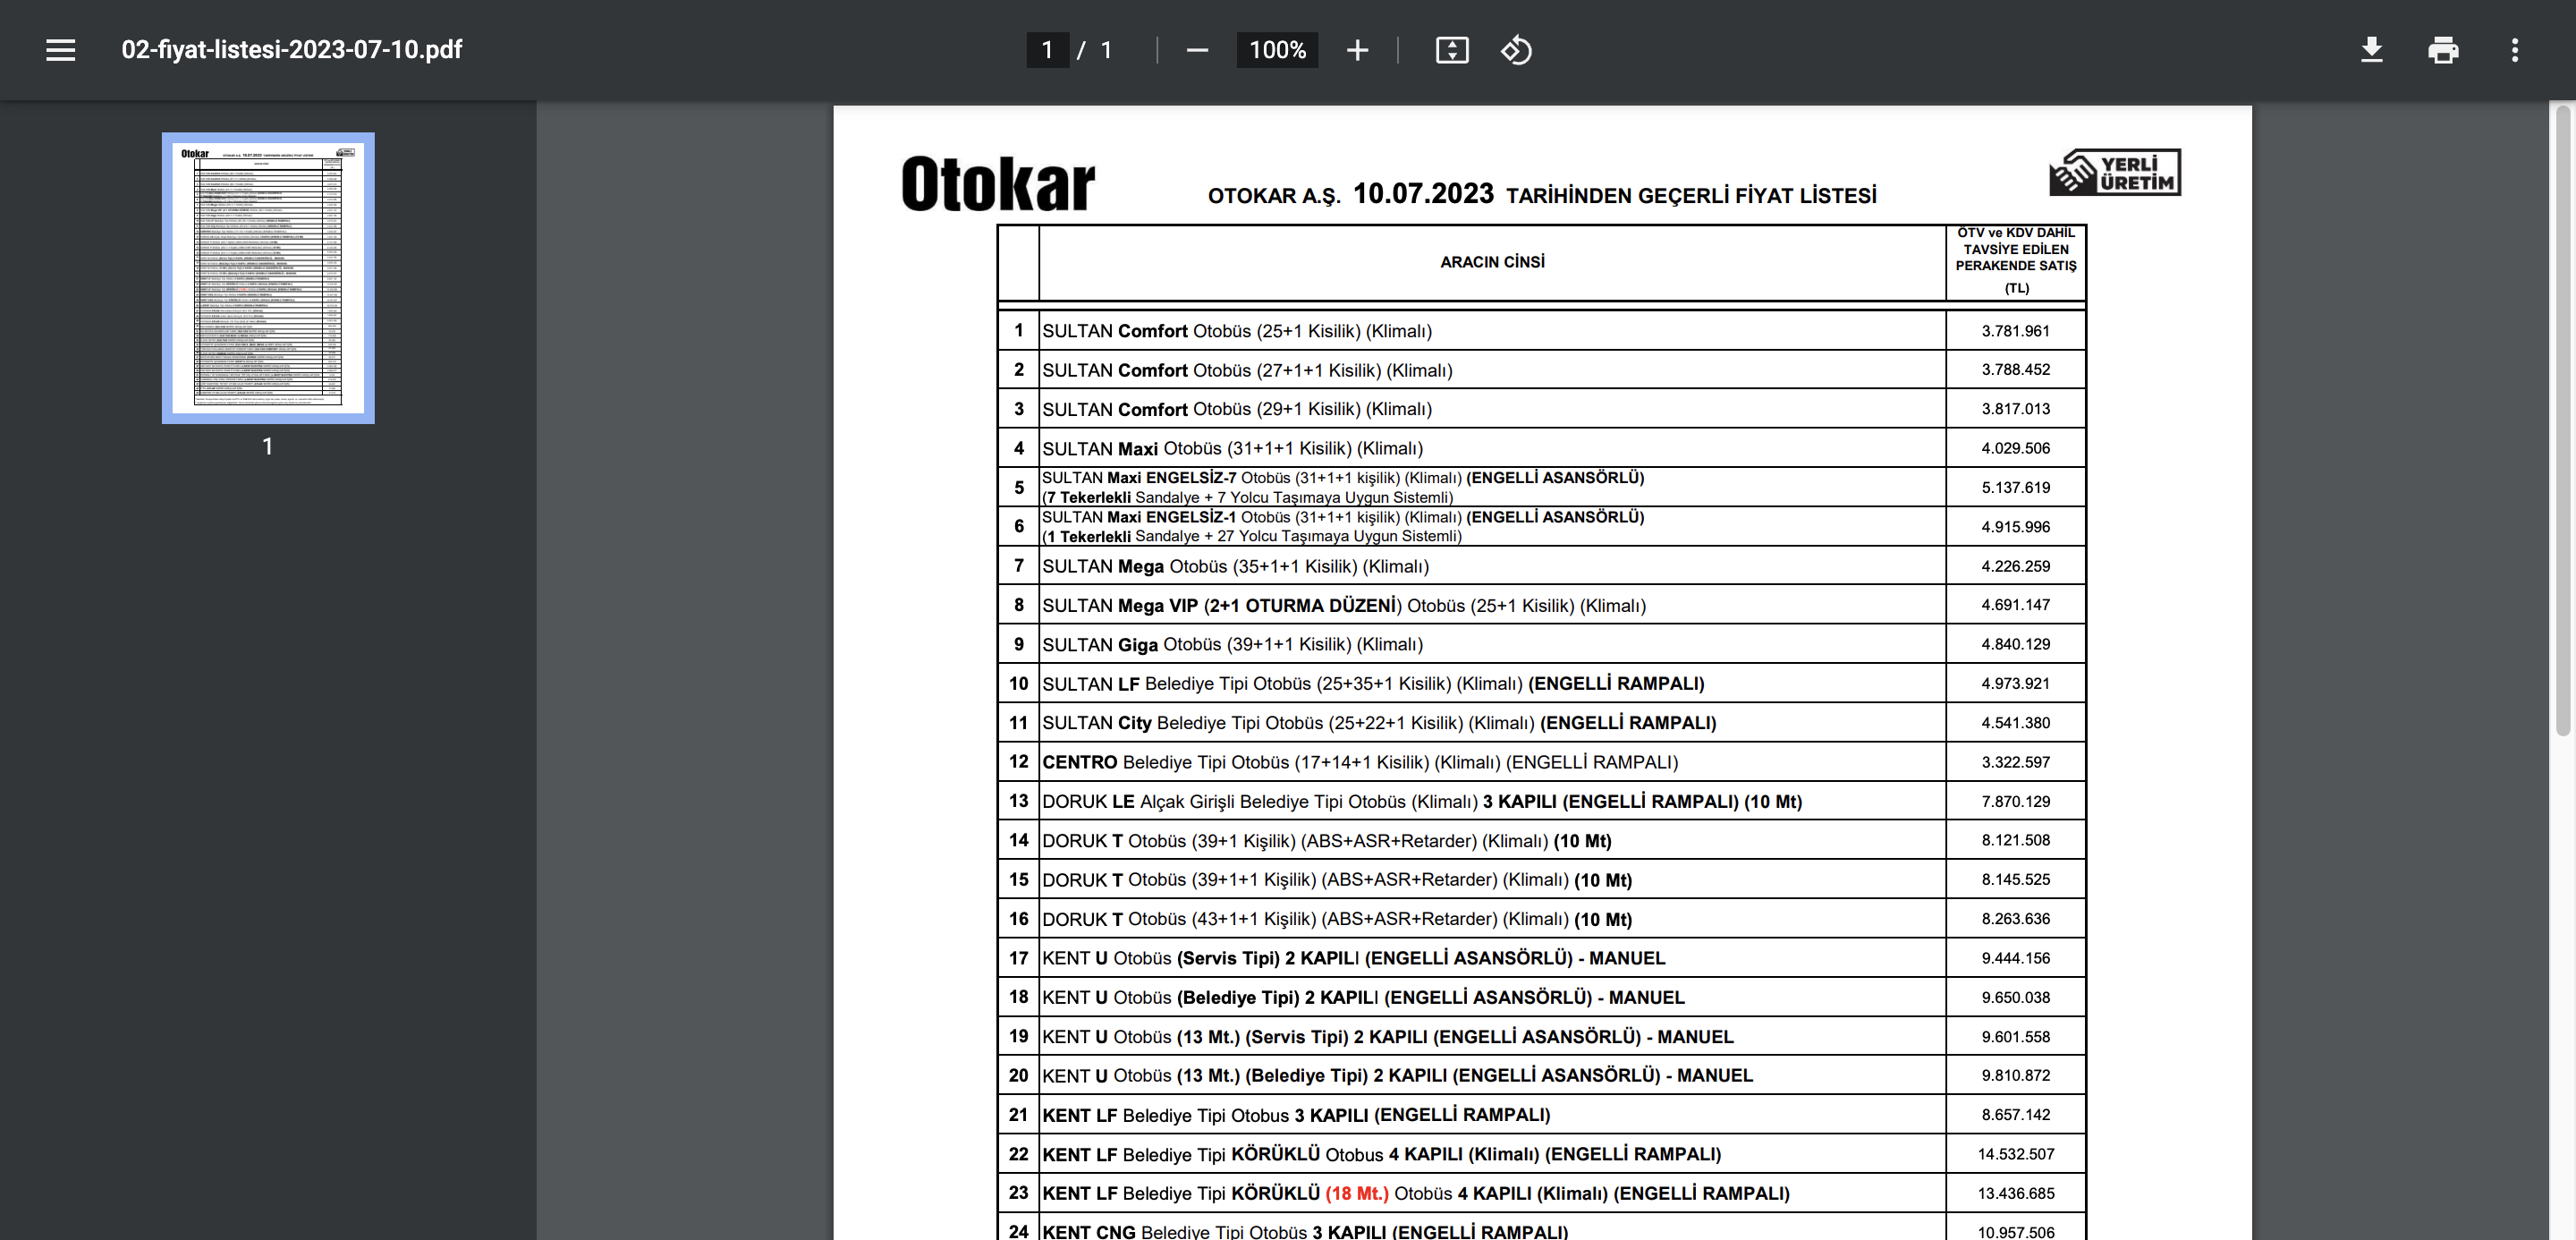 02-fiyat-listesi-2023-07-10.pdf
1 / 1
100%
1
Otokar
OTOKAR A.Ş. 10.07.2023 TARİHİNDEN GEÇERLİ FİYAT LİSTESİ
YERLİ
ÜRETİM
ARACIN CİNSİ
ÖTV ve KDV DAHİL
TAVSİYE EDİLEN
PERAKENDE SATIŞ
(TL)
1 SULTAN Comfort Otobüs (25+1 Kisilik) (Klimalı) 3.781.961
2 SULTAN Comfort Otobüs (27+1+1 Kisilik) (Klimalı) 3.788.452
3 SULTAN Comfort Otobüs (29+1 Kisilik) (Klimalı) 3.817.013
4 SULTAN Maxi Otobüs (31+1+1 Kisilik) (Klimalı) 4.029.506
5 SULTAN Maxi ENGELSİZ-7 Otobüs (31+1+1 kişilik) (Klimalı) (ENGELLİ ASANSÖRLÜ)
(7 Tekerlekli Sandalye + 7 Yolcu Taşımaya Uygun Sistemli) 5.137.619
6 SULTAN Maxi ENGELSİZ-1 Otobüs (31+1+1 kişilik) (Klimalı) (ENGELLİ ASANSÖRLÜ)
(1 Tekerlekli Sandalye + 27 Yolcu Taşımaya Uygun Sistemli) 4.915.996
7 SULTAN Mega Otobüs (35+1+1 Kisilik) (Klimalı) 4.226.259
8 SULTAN Mega VIP (2+1 OTURMA DÜZENİ) Otobüs (25+1 Kisilik) (Klimalı) 4.691.147
9 SULTAN Giga Otobüs (39+1+1 Kisilik) (Klimalı) 4.840.129
10 SULTAN LF Belediye Tipi Otobüs (25+35+1 Kisilik) (Klimalı) (ENGELLİ RAMPALI) 4.973.921
11 SULTAN City Belediye Tipi Otobüs (25+22+1 Kisilik) (Klimalı) (ENGELLİ RAMPALI) 4.541.380
12 CENTRO Belediye Tipi Otobüs (17+14+1 Kisilik) (Klimalı) (ENGELLİ RAMPALI) 3.322.597
13 DORUK LE Alçak Girişli Belediye Tipi Otobüs (Klimalı) 3 KAPILI (ENGELLİ RAMPALI) (10 Mt) 7.870.129
14 DORUK T Otobüs (39+1 Kişilik) (ABS+ASR+Retarder) (Klimalı) (10 Mt) 8.121.508
15 DORUK T Otobüs (39+1+1 Kişilik) (ABS+ASR+Retarder) (Klimalı) (10 Mt) 8.145.525
16 DORUK T Otobüs (43+1+1 Kişilik) (ABS+ASR+Retarder) (Klimalı) (10 Mt) 8.263.636
17 KENT U Otobüs (Servis Tipi) 2 KAPILI (ENGELLİ ASANSÖRLÜ) - MANUEL 9.444.156
18 KENT U Otobüs (Belediye Tipi) 2 KAPILI (ENGELLİ ASANSÖRLÜ) - MANUEL 9.650.038
19 KENT U Otobüs (13 Mt.) (Servis Tipi) 2 KAPILI (ENGELLİ ASANSÖRLÜ) - MANUEL 9.601.558
20 KENT U Otobüs (13 Mt.) (Belediye Tipi) 2 KAPILI (ENGELLİ ASANSÖRLÜ) - MANUEL 9.810.872
21 KENT LF Belediye Tipi Otobus 3 KAPILI (ENGELLİ RAMPALI) 8.657.142
22 KENT LF Belediye Tipi KÖRÜKLÜ Otobus 4 KAPILI (Klimalı) (ENGELLİ RAMPALI) 14.532.507
23 KENT LF Belediye Tipi KÖRÜKLÜ (18 Mt.) Otobüs 4 KAPILI (Klimalı) (ENGELLİ RAMPALI) 13.436.685
24 KENT CNG Belediye Tipi Otobüs 3 KAPILI (ENGELLİ RAMPALI) 10.957.506